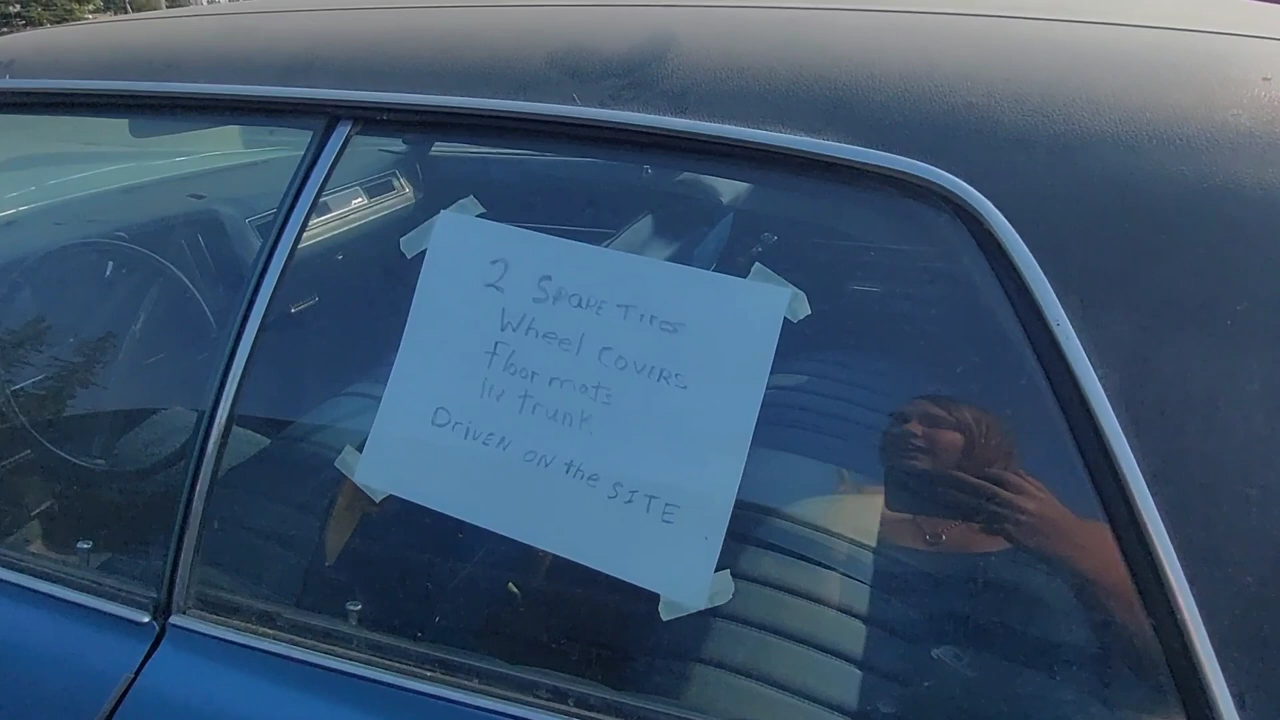 2 Spare Tires
Wheel COVERS
Floor mats
in trunk
DRIVEN ON the SITE